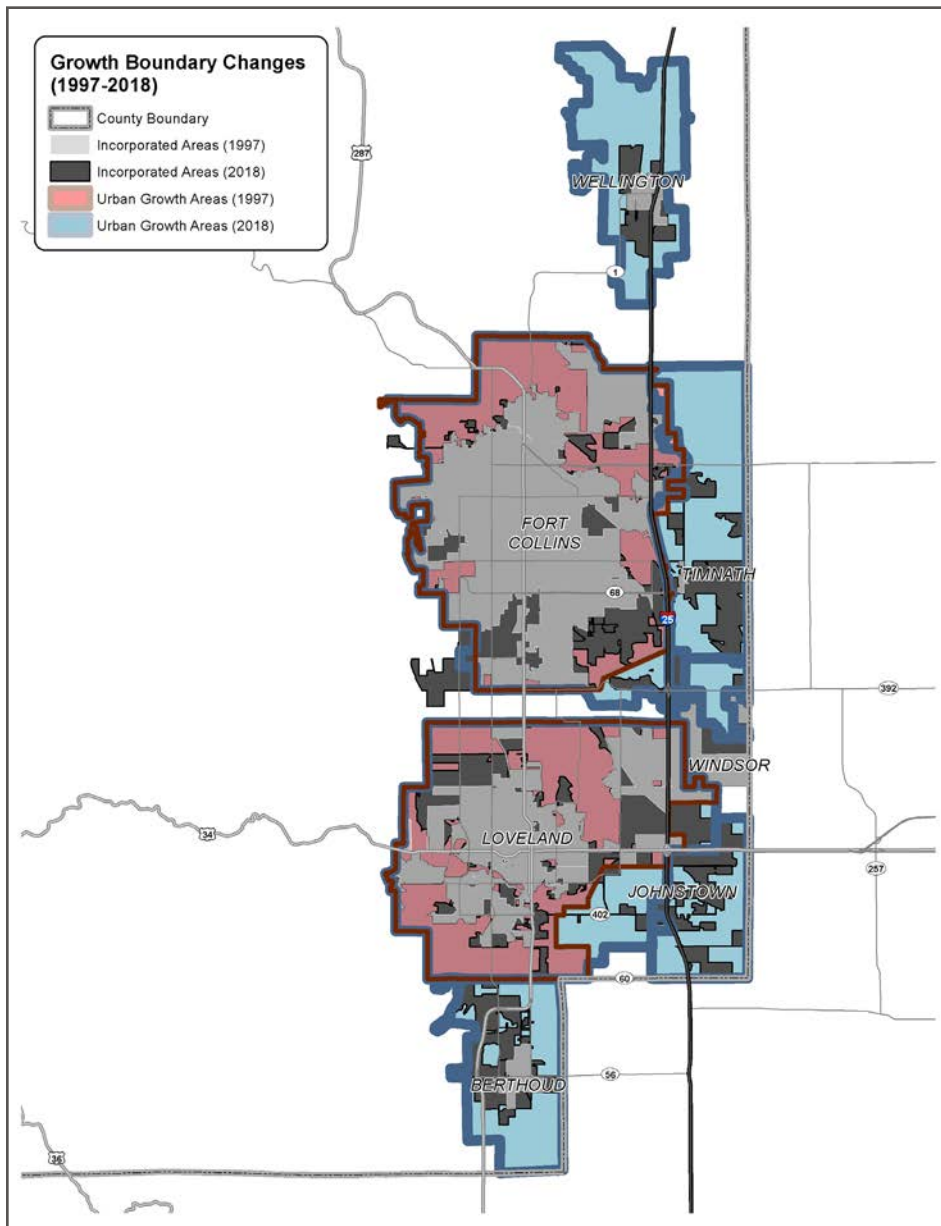 Growth Boundary Changes
(1997-2018)
County Boundary
Incorporated Areas (1997)
Incorporated Areas (2018)
Urban Growth Areas (1997)
Urban Growth Areas (2018)
287
WELLINGTON
1
FORT
COLLINS
TIMNATH
68
25
392
WINDSOR
34
LOVELAND
257
JOHNSTOWN
402
60
56
BERTHOUD
36